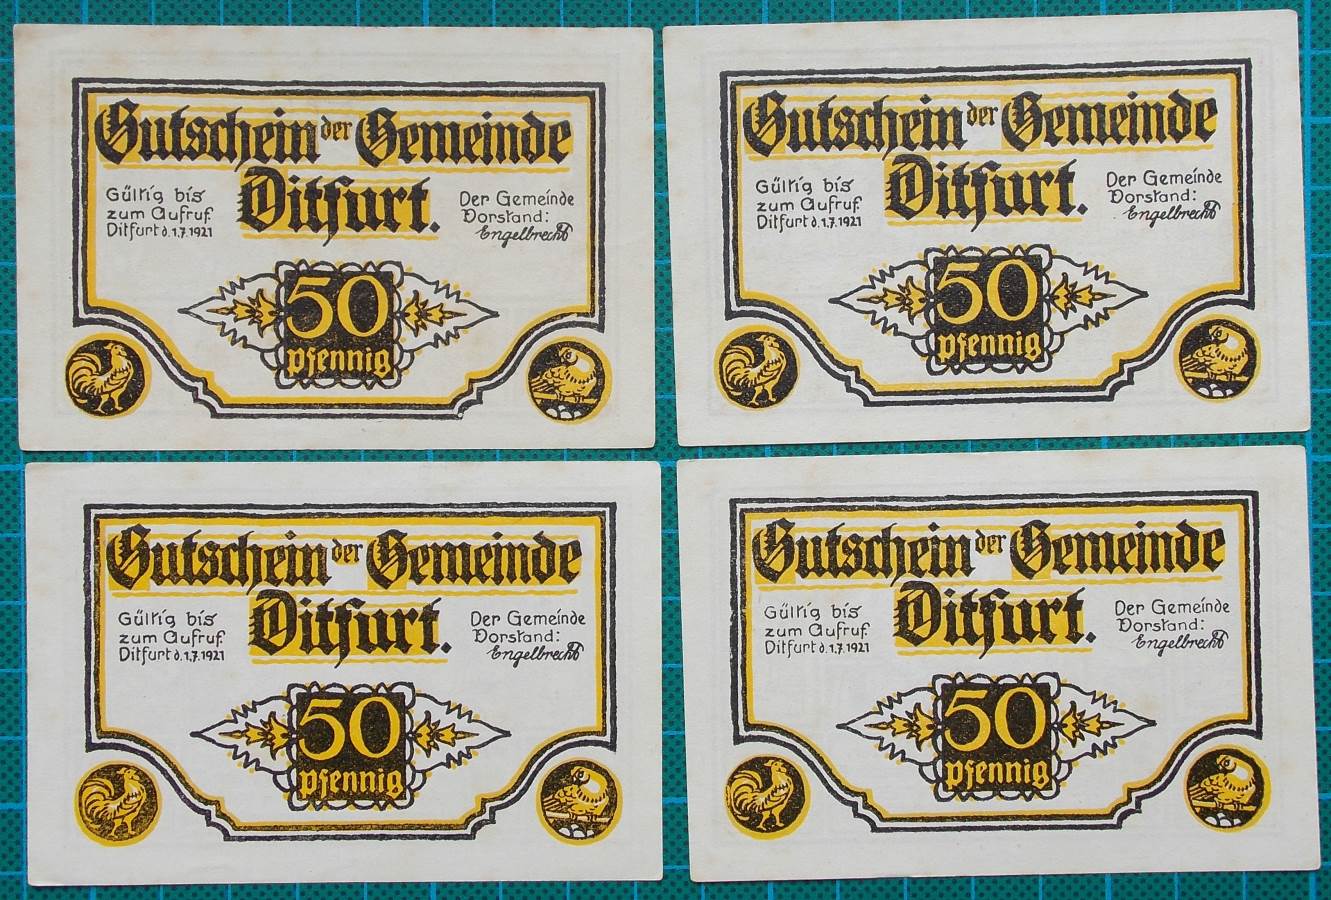 Gutschein der Gemeinde
Ditfurt.
Gültig bis
zum Aufruf.
Ditfurt d. 1.7.1921
Der Gemeinde
Vorstand:
Engelbrecht
50
Pfennig
Gutschein der Gemeinde
Ditfurt.
Gültig bis
zum Aufruf.
Ditfurt d. 1.7.1921
Der Gemeinde
Vorstand:
Engelbrecht
50
Pfennig
Gutschein der Gemeinde
Ditfurt.
Gültig bis
zum Aufruf.
Ditfurt d. 1.7.1921
Der Gemeinde
Vorstand:
Engelbrecht
50
Pfennig
Gutschein der Gemeinde
Ditfurt.
Gültig bis
zum Aufruf.
Ditfurt d. 1.7.1921
Der Gemeinde
Vorstand:
Engelbrecht
50
Pfennig